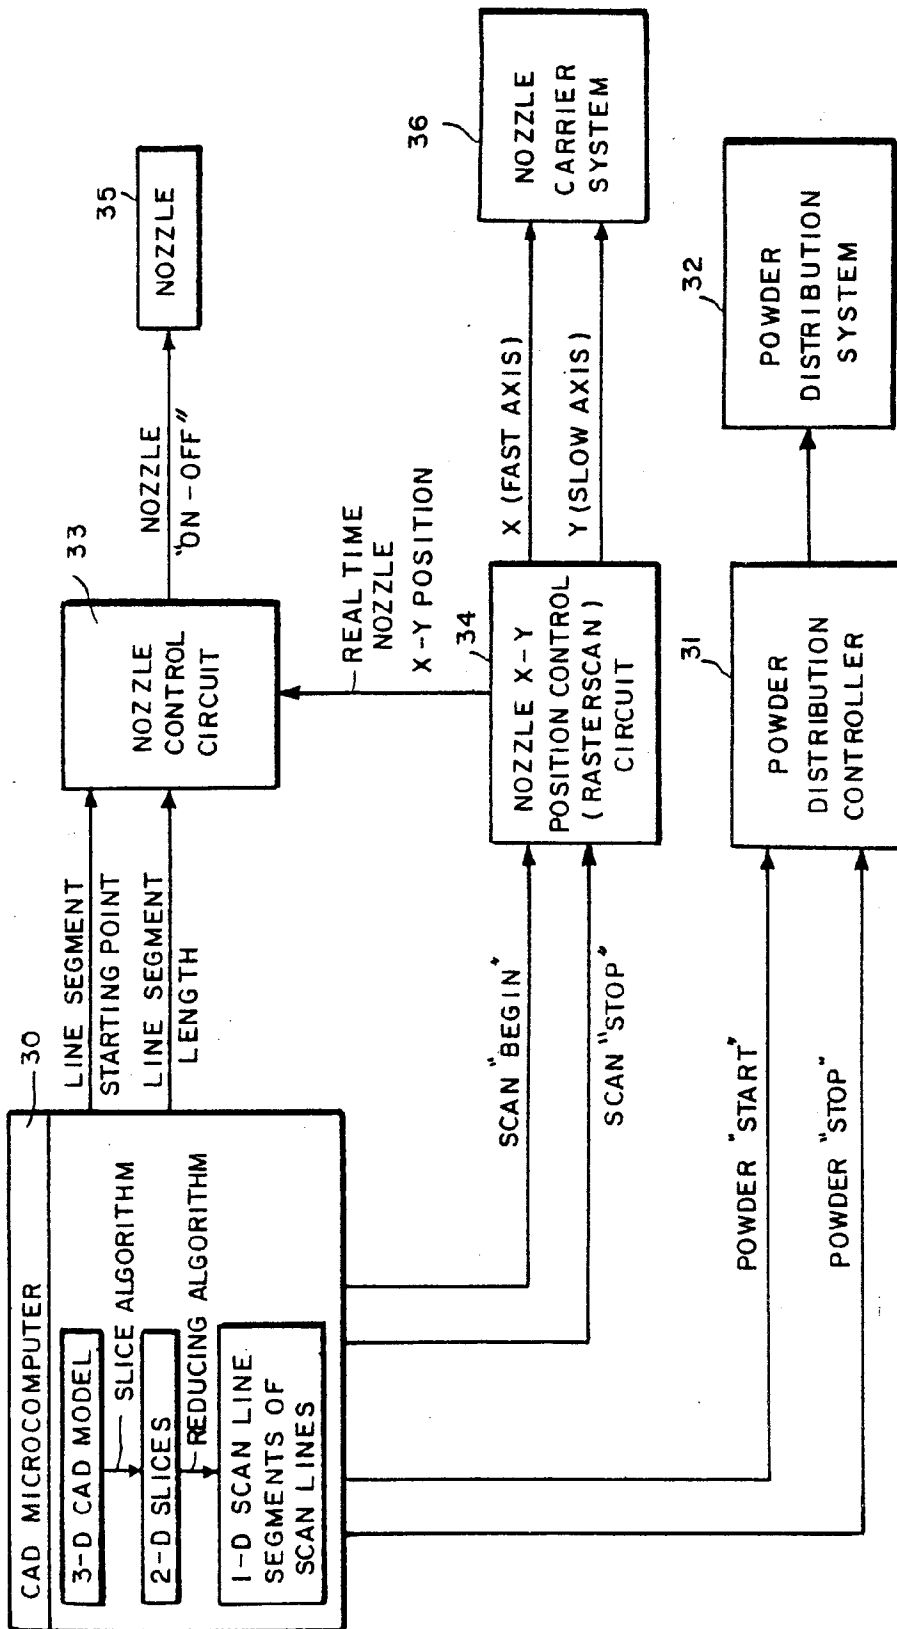 CAD MICROCOMPUTER
30
3-D CAD MODEL
SLICE ALGORITHM
2-D SLICES
REDUCING ALGORITHM
1-D SCAN LINE
SEGMENTS OF
SCAN LINES
LINE SEGMENT
STARTING POINT
LINE SEGMENT
LENGTH
33
NOZZLE
CONTROL
CIRCUIT
NOZZLE
"ON-OFF"
35
NOZZLE
REAL TIME
NOZZLE
X-Y POSITION
SCAN "BEGIN"
SCAN "STOP"
34
NOZZLE X-Y
POSITION CONTROL
(RASTERSCAN)
CIRCUIT
X (FAST AXIS)
Y (SLOW AXIS)
36
NOZZLE
CARRIER
SYSTEM
POWDER "START"
POWDER "STOP"
31
POWDER
DISTRIBUTION
CONTROLLER
32
POWDER
DISTRIBUTION
SYSTEM